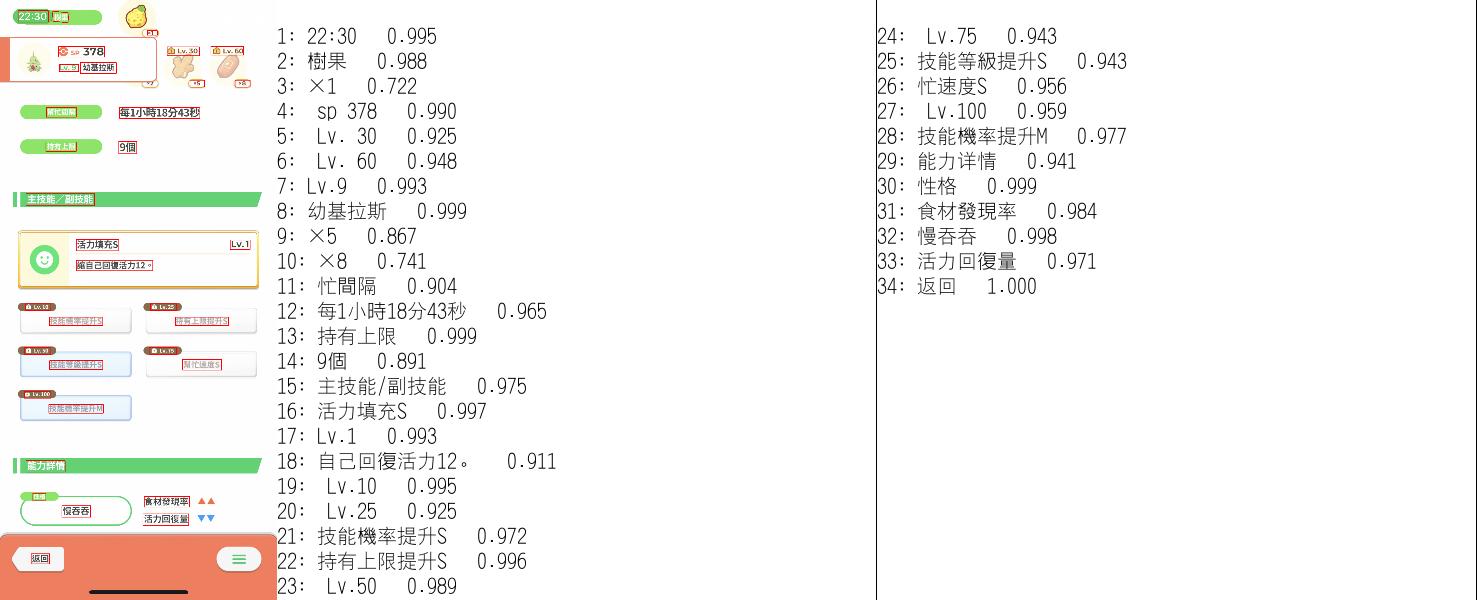 22:30 樹果
×1
SP 378
Lv.30 Lv.60
Lv.9 幼基拉斯
×5 ×8
幫忙間隔 每1小時18分43秒
持有上限 9個
主技能／副技能
活力填充S Lv.1
讓自己回復活力12。
Lv.10 Lv.25
技能機率提升S 持有上限提升S
Lv.50 Lv.75
技能等級提升S 幫忙速度S
Lv.100
技能機率提升M
能力詳情
性格
慢吞吞
食材發現率
活力回復量
返回
1: 22:30 0.995
2: 樹果 0.988
3: ×1 0.722
4: sp 378 0.990
5: Lv. 30 0.925
6: Lv. 60 0.948
7: Lv.9 0.993
8: 幼基拉斯 0.999
9: ×5 0.867
10: ×8 0.741
11: 忙間隔 0.904
12: 每1小時18分43秒 0.965
13: 持有上限 0.999
14: 9個 0.891
15: 主技能/副技能 0.975
16: 活力填充S 0.997
17: Lv.1 0.993
18: 自己回復活力12。 0.911
19: Lv.10 0.995
20: Lv.25 0.925
21: 技能機率提升S 0.972
22: 持有上限提升S 0.996
23: Lv.50 0.989
24: Lv.75 0.943
25: 技能等級提升S 0.943
26: 忙速度S 0.956
27: Lv.100 0.959
28: 技能機率提升M 0.977
29: 能力详情 0.941
30: 性格 0.999
31: 食材發現率 0.984
32: 慢吞吞 0.998
33: 活力回復量 0.971
34: 返回 1.000